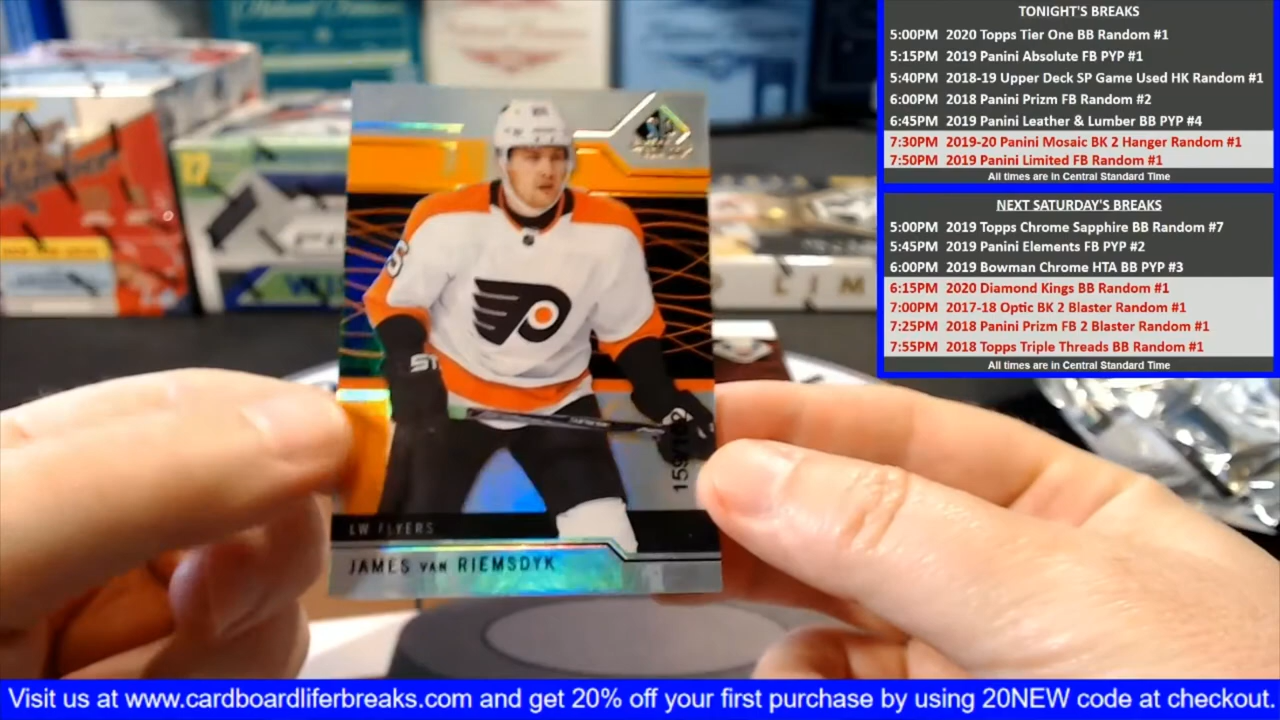 TONIGHT'S BREAKS
5:00PM 2020 Topps Tier One BB Random #1
5:15PM 2019 Panini Absolute FB PYP #1
5:40PM 2018-19 Upper Deck SP Game Used HK Random #1
6:00PM 2018 Panini Prizm FB Random #2
6:45PM 2019 Panini Leather & Lumber BB PYP #4
7:30PM 2019-20 Panini Mosaic BK 2 Hanger Random #1
7:50PM 2019 Panini Limited FB Random #1
All times are in Central Standard Time
NEXT SATURDAY'S BREAKS
5:00PM 2019 Topps Chrome Sapphire BB Random #7
5:45PM 2019 Panini Elements FB PYP #2
6:00PM 2019 Bowman Chrome HTA BB PYP #3
6:15PM 2020 Diamond Kings BB Random #1
7:00PM 2017-18 Optic BK 2 Blaster Random #1
7:25PM 2018 Panini Prizm FB 2 Blaster Random #1
7:55PM 2018 Topps Triple Threads BB Random #1
All times are in Central Standard Time
17
LIM
LW FLYERS
JAMES VAN RIEMSDYK
Visit us at www.cardboardliferbreaks.com and get 20% off your first purchase by using 20NEW code at checkout.